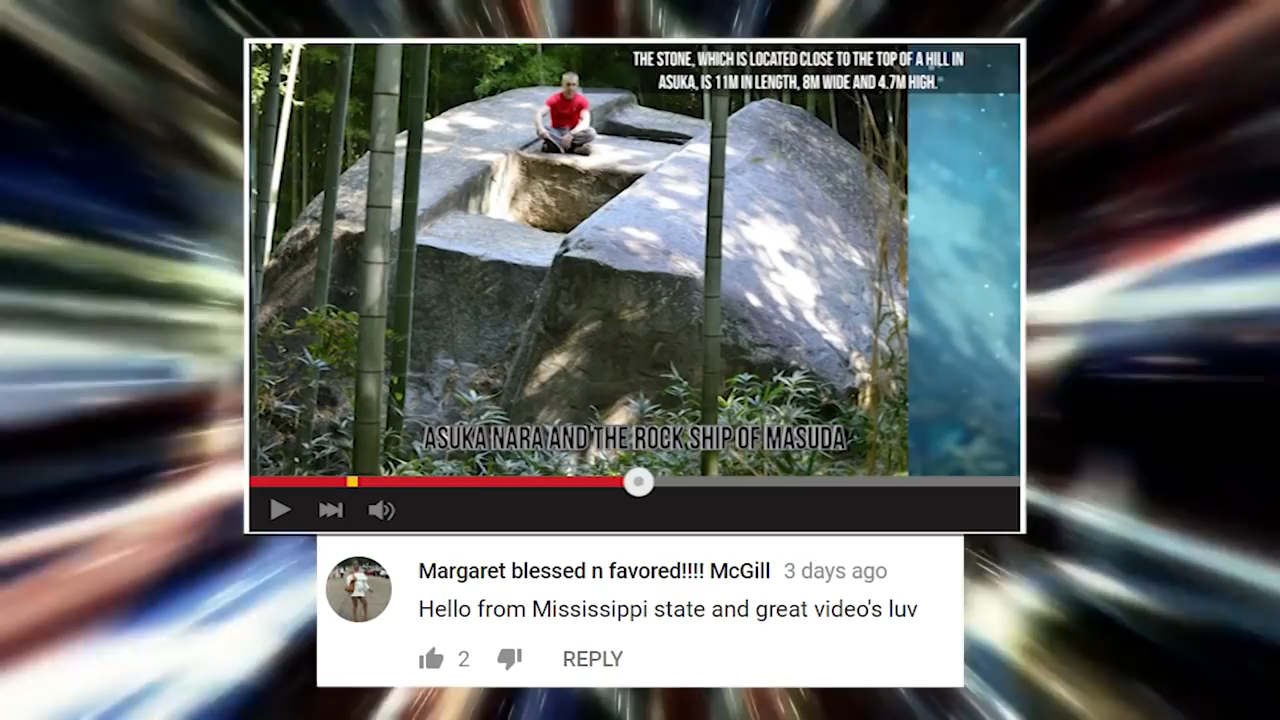 THE STONE, WHICH IS LOCATED CLOSE TO THE TOP OF A HILL IN
ASUKA, IS 11M IN LENGTH, 8M WIDE AND 4.7M HIGH.
ASUKA NARA AND THE ROCK SHIP OF MASUDA
Margaret blessed n favored!!!! McGill 3 days ago
Hello from Mississippi state and great video's luv
2 REPLY